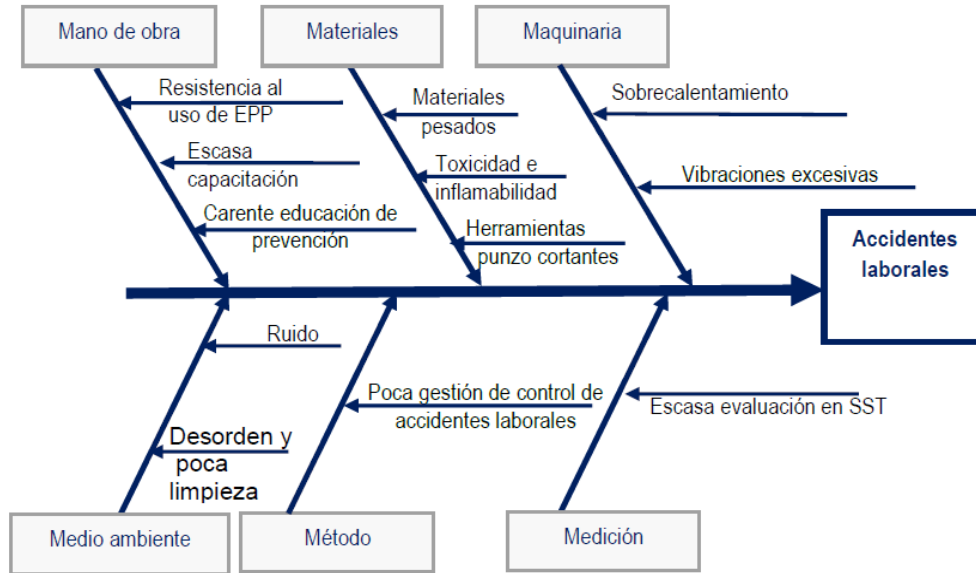 Mano de obra
Materiales
Maquinaria
Resistencia al
uso de EPP
Escasa
capacitación
Carente educación de
prevención
Materiales
pesados
Toxicidad e
inflamabilidad
Herramientas
punzo cortantes
Sobrecalentamiento
Vibraciones excesivas
Accidentes
laborales
Ruido
Desorden y
poca
limpieza
Poca gestión de control de
accidentes laborales
Escasa evaluación en SST
Medio ambiente
Método
Medición